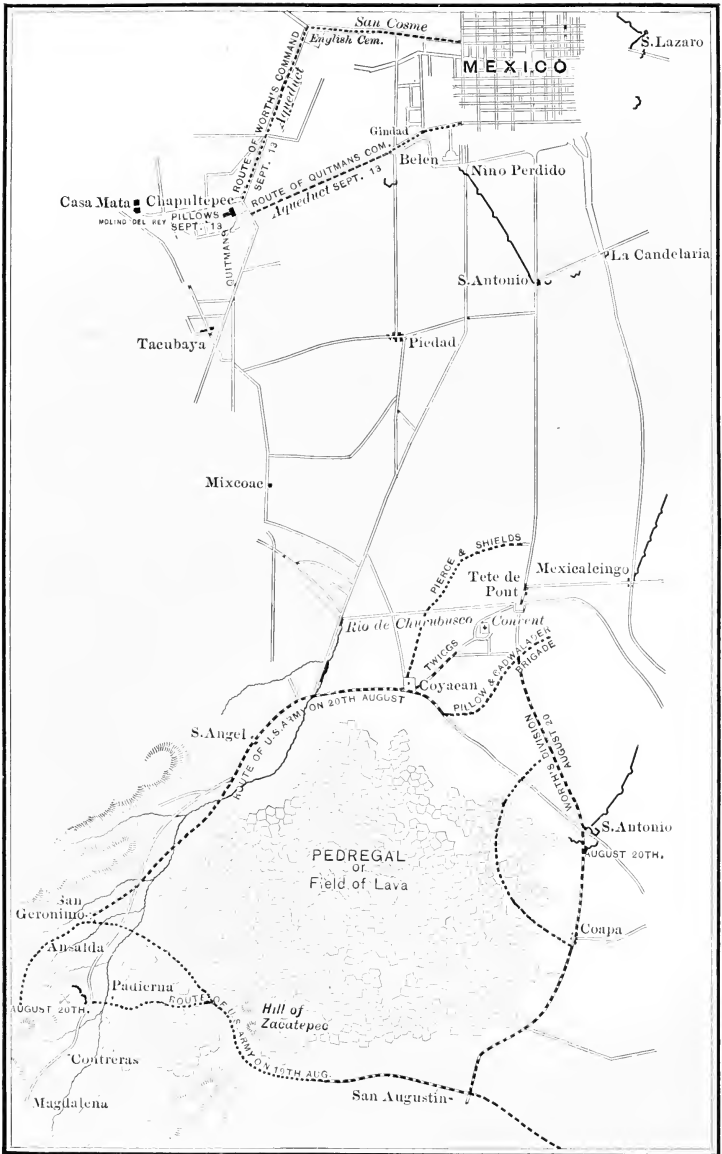 San Cosme
English Cem.
S.Lazaro
MEXICO
ROUTE OF WORTH'S COMMAND
SEPT. 13
Aqueduct
Gindad
ROUTE OF QUITMANS COM.
Aqueduct SEPT. 13
Belen
Nino Perdido
Casa Mata
Chapultepec
MOLINO DEL REY
PILLOWS
SEPT. 13
QUITMANS
La Candelaria
S.Antonio
Tacubaya
Piedad
Mixcoac
PIERCE & SHIELDS
Mexicalcingo
Tete de
Pont
Rio de Churubusco
Convent
TWIGGS
PILLOW & CADWALADER
BRIGADE
Coyacan
ROUTE OF U.S. ARMY ON 20TH AUGUST
S.Angel
WORTH'S DIVISION
AUGUST 20
S.Antonio
AUGUST 20TH.
PEDREGAL
or
Field of Lava
San
Geronimo
Ansalda
Coapa
Padierna
AUGUST 20TH.
ROUTE OF U.S. ARMY ON 19TH AUG.
Hill of
Zacatepec
Contreras
Magdalena
San Augustin